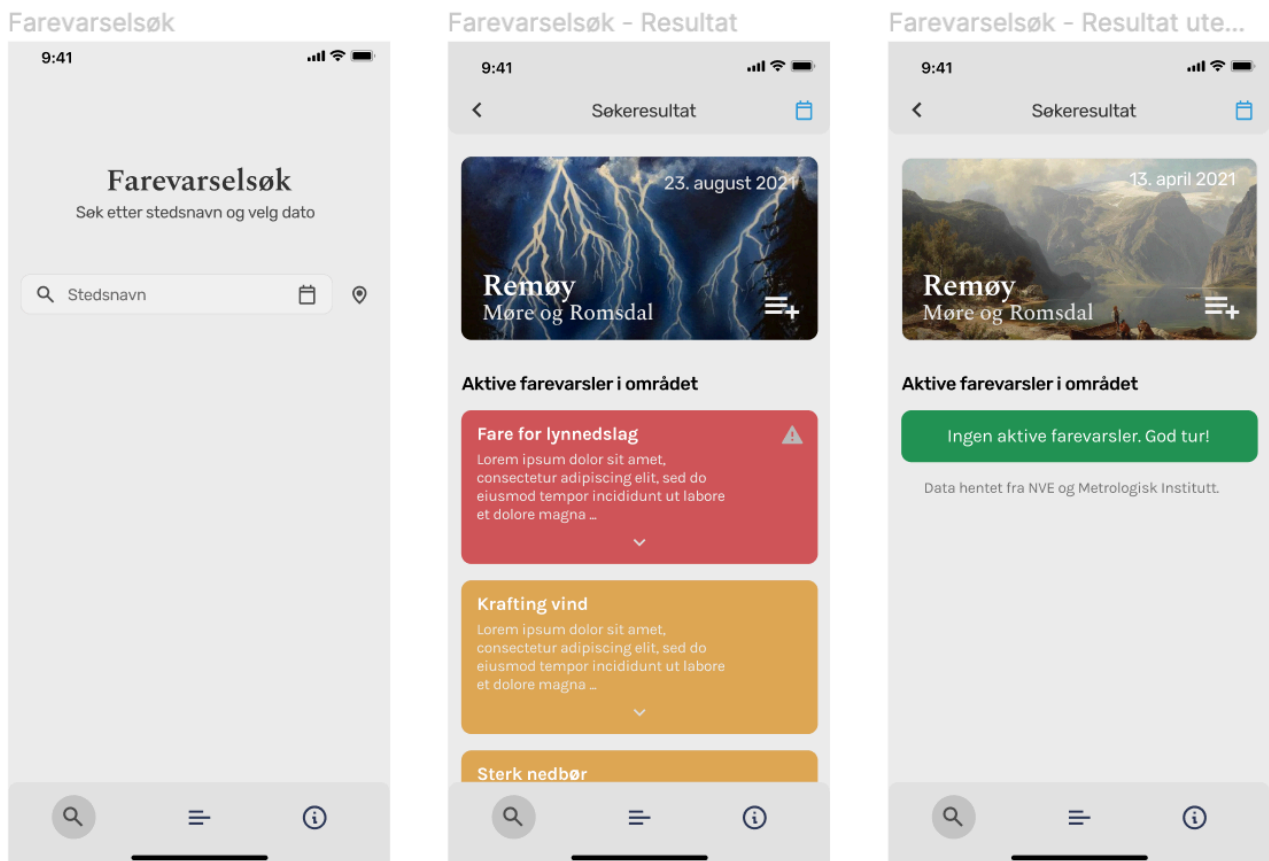 Farevarselsøk
9:41
Farevarselsøk
Søk etter stedsnavn og velg dato
Stedsnavn
Farevarselsøk - Resultat
9:41
Søkeresultat
23. august 2021
Remøy
Møre og Romsdal
Aktive farevarsler i området
Fare for lynnedslag
Lorem ipsum dolor sit amet,
consectetur adipiscing elit, sed do
eiusmod tempor incididunt ut labore
et dolore magna ...
Krafting vind
Lorem ipsum dolor sit amet,
consectetur adipiscing elit, sed do
eiusmod tempor incididunt ut labore
et dolore magna ...
Sterk nedbør
Farevarselsøk - Resultat ute...
9:41
Søkeresultat
13. april 2021
Remøy
Møre og Romsdal
Aktive farevarsler i området
Ingen aktive farevarsler. God tur!
Data hentet fra NVE og Metrologisk Institutt.